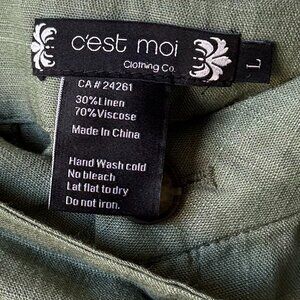 c'est moi
Clothing Co.
L
CA # 24261
30%Linen
70%Viscose
Made In China
Hand Wash cold
No bleach
Lat flat to dry
Do not iron.